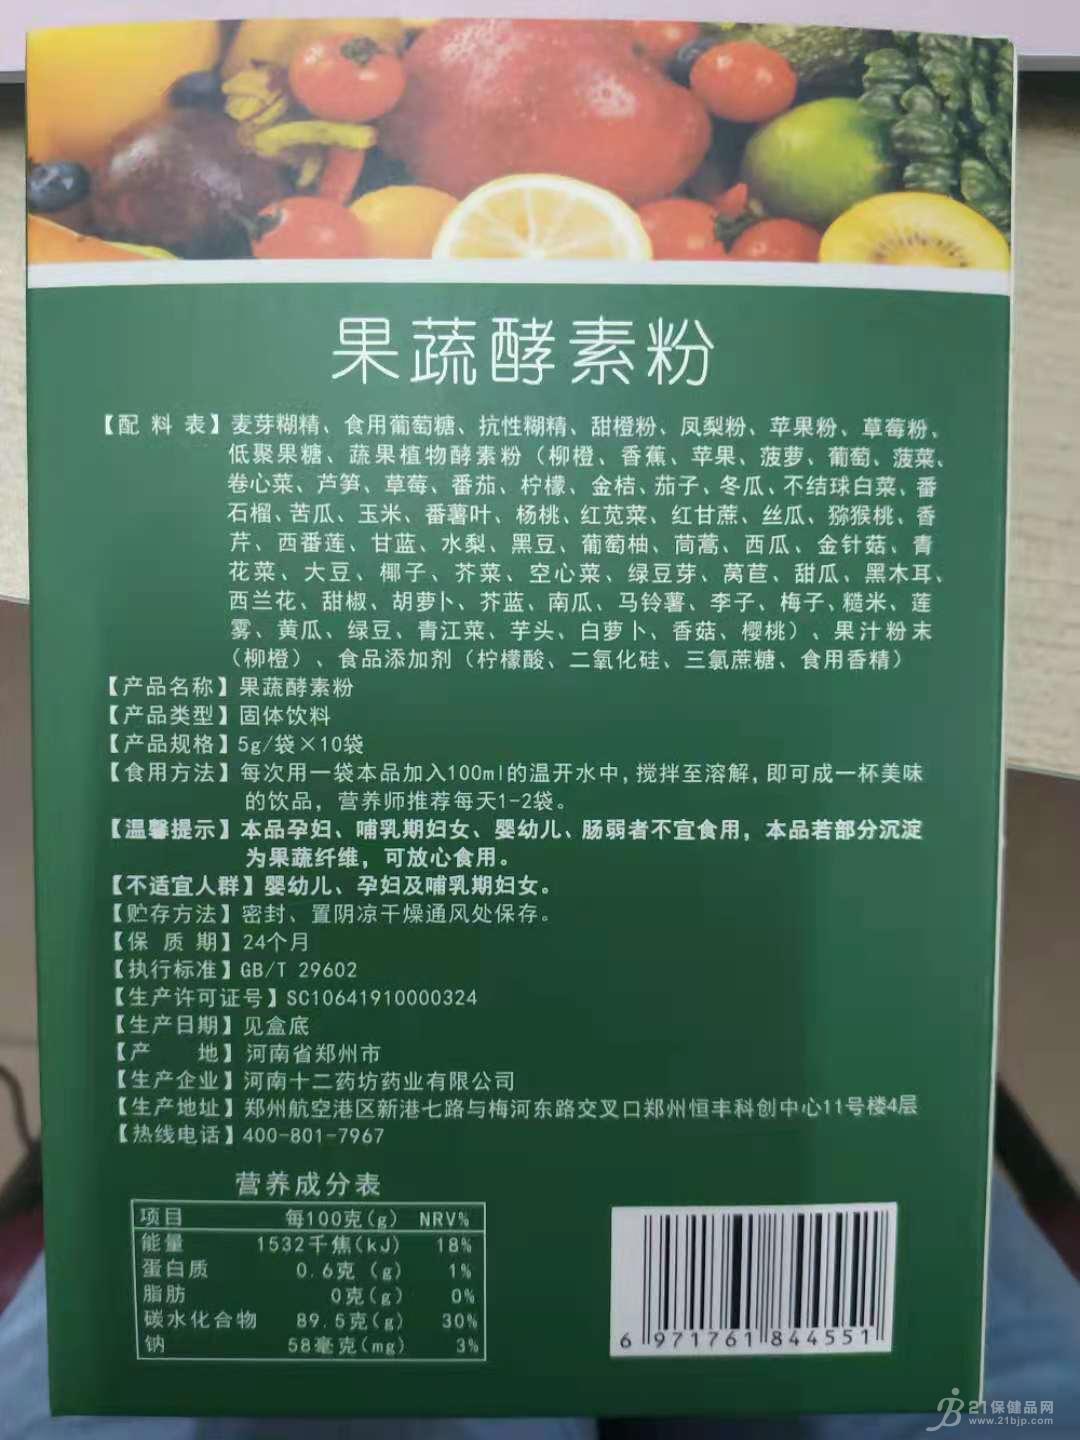 果蔬酵素粉
【配 料 表】麦芽糊精、食用葡萄糖、抗性糊精、甜橙粉、凤梨粉、苹果粉、草莓粉、
低聚果糖、蔬果植物酵素粉（柳橙、香蕉、苹果、菠萝、葡萄、菠菜、
卷心菜、芦笋、草莓、番茄、柠檬、金桔、茄子、冬瓜、不结球白菜、番
石榴、苦瓜、玉米、番薯叶、杨桃、红苋菜、红甘蔗、丝瓜、猕猴桃、香
芹、西番莲、甘蓝、水梨、黑豆、葡萄柚、茼蒿、西瓜、金针菇、青
花菜、大豆、椰子、芥菜、空心菜、绿豆芽、莴苣、甜瓜、黑木耳、
西兰花、甜椒、胡萝卜、芥蓝、南瓜、马铃薯、李子、梅子、糙米、莲
雾、黄瓜、绿豆、青江菜、芋头、白萝卜、香菇、樱桃）、果汁粉末
（柳橙）、食品添加剂（柠檬酸、二氧化硅、三氯蔗糖、食用香精）
【产品名称】果蔬酵素粉
【产品类型】固体饮料
【产品规格】5g/袋×10袋
【食用方法】每次用一袋本品加入100ml的温开水中，搅拌至溶解，即可成一杯美味
的饮品，营养师推荐每天1-2袋。
【温馨提示】本品孕妇、哺乳期妇女、婴幼儿、肠弱者不宜食用，本品若部分沉淀
为果蔬纤维，可放心食用。
【不适宜人群】婴幼儿、孕妇及哺乳期妇女。
【贮存方法】密封、置阴凉干燥通风处保存。
【保 质 期】24个月
【执行标准】GB/T 29602
【生产许可证号】SC10641910000324
【生产日期】见盒底
【产 地】河南省郑州市
【生产企业】河南十二药坊药业有限公司
【生产地址】郑州航空港区新港七路与梅河东路交叉口郑州恒丰科创中心11号楼4层
【热线电话】400-801-7967
营养成分表
项目 每100克(g) NRV%
能量 1532千焦(kJ) 18%
蛋白质 0.6克 (g) 1%
脂肪 0克(g) 0%
碳水化合物 89.5克(g) 30%
钠 58毫克(mg) 3%
6 971761 844551
21保健品网
www.21bjp.com